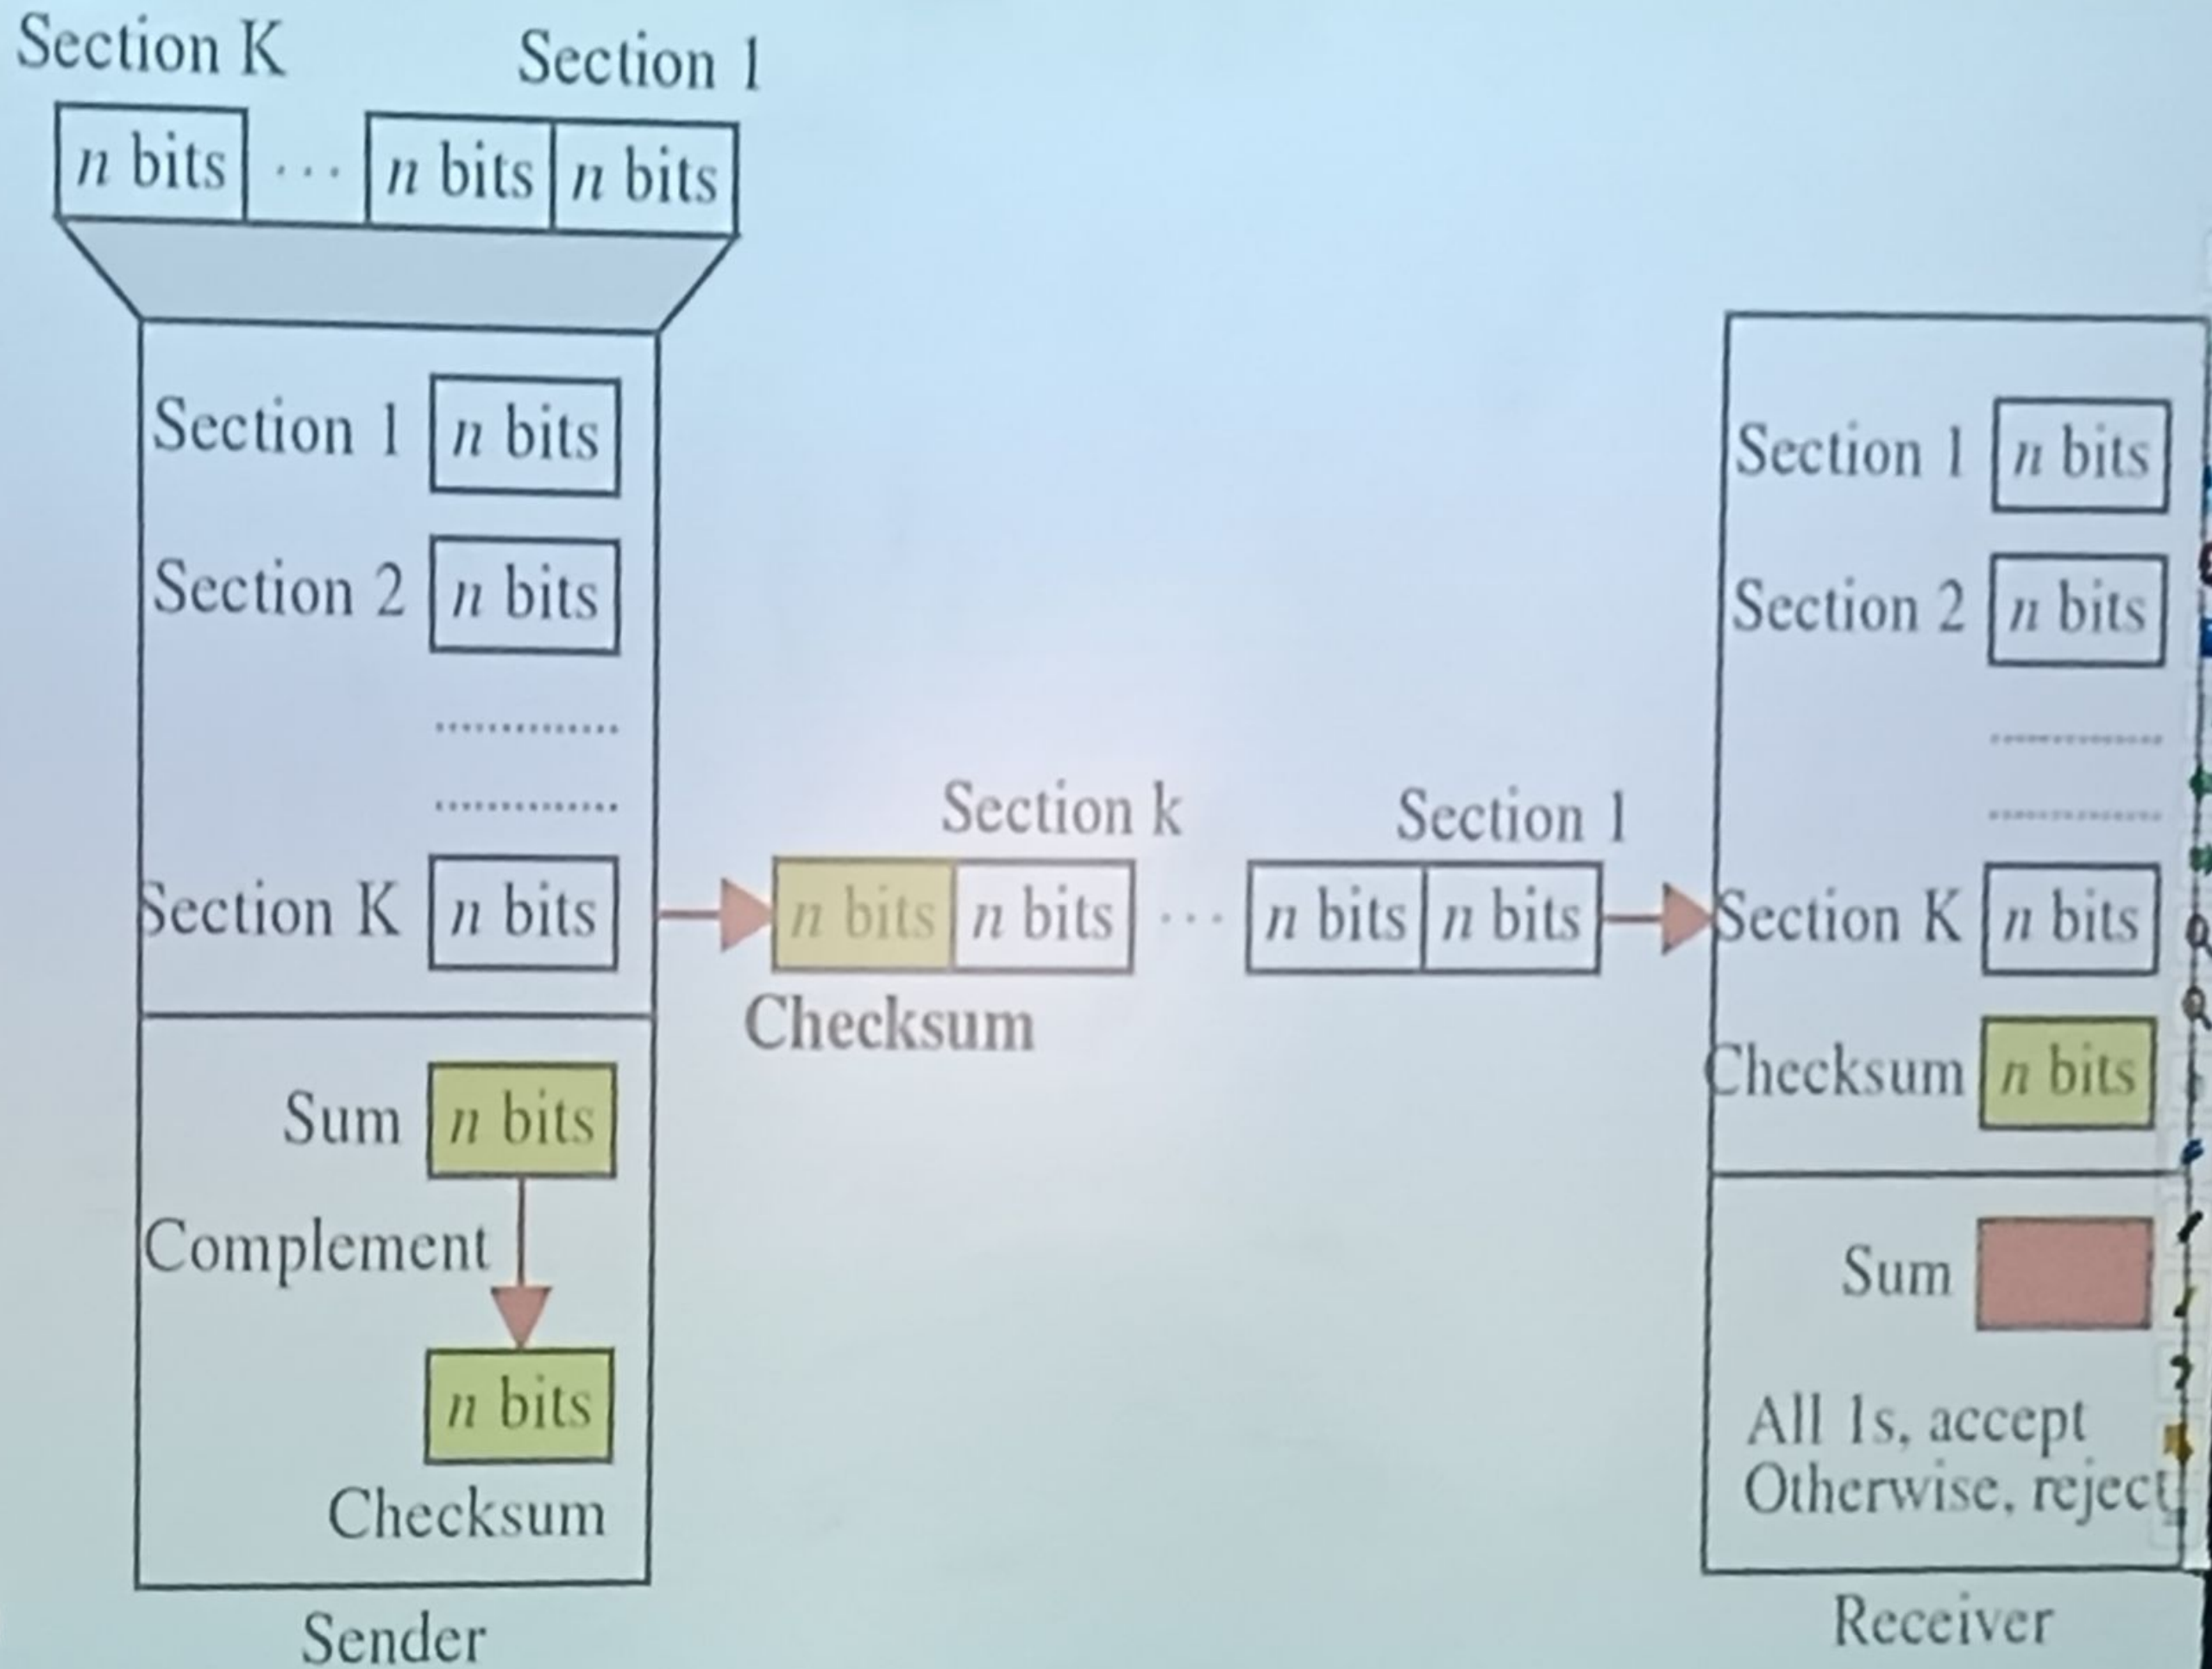 Section K Section 1
n bits ... n bits n bits
Section 1 n bits
Section 2 n bits
Section K n bits
Sum n bits
Complement
n bits
Checksum
Sender
Section k Section 1
n bits n bits ... n bits n bits
Checksum
Section 1 n bits
Section 2 n bits
Section K n bits
Checksum n bits
Sum
All 1s, accept
Otherwise, reject
Receiver